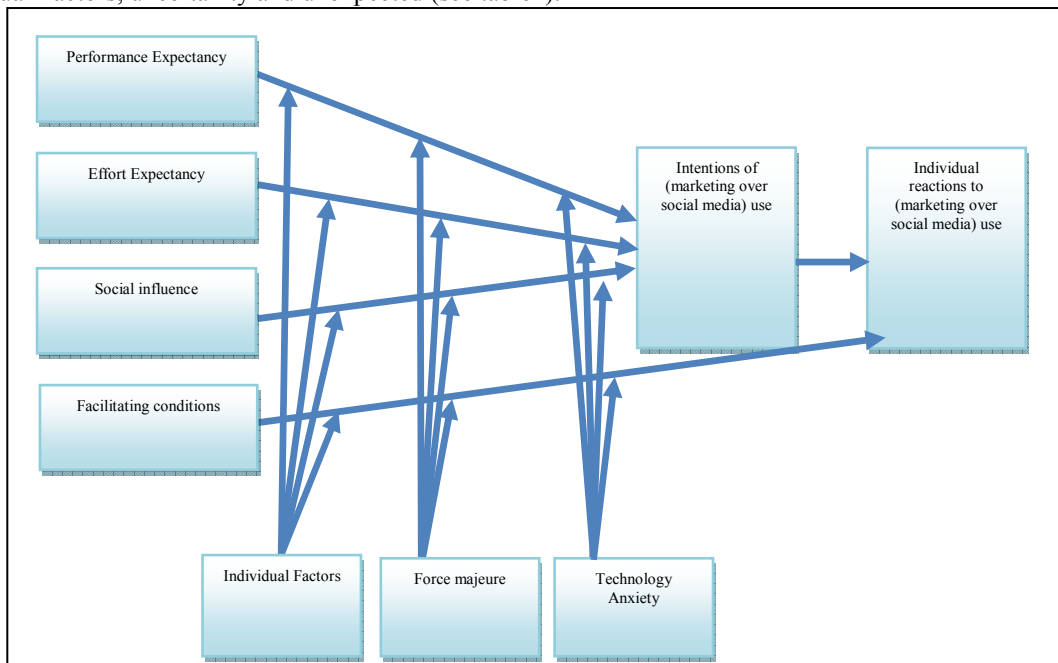 Performance Expectancy
Effort Expectancy
Social influence
Facilitating conditions
Intentions of
(marketing over
social media) use
Individual
reactions to
(marketing over
social media) use
Individual Factors
Force majeure
Technology
Anxiety